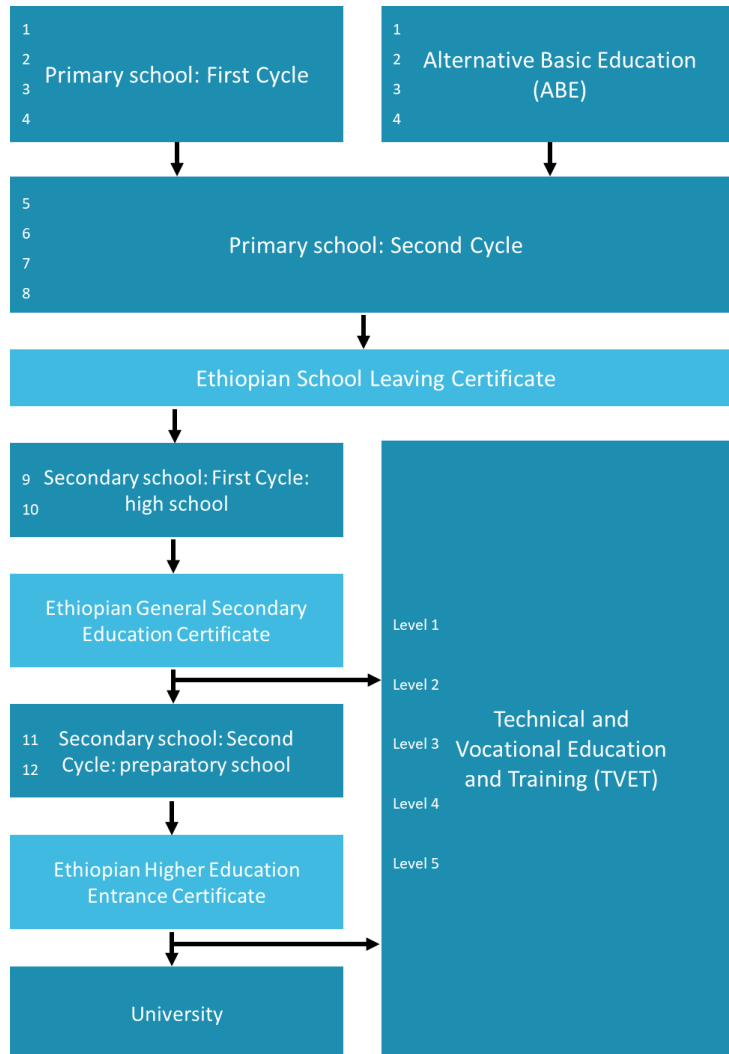 1
2
3
4
Primary school: First Cycle
1
2
3
4
Alternative Basic Education
(ABE)
5
6
7
8
Primary school: Second Cycle
Ethiopian School Leaving Certificate
9
10
Secondary school: First Cycle:
high school
Ethiopian General Secondary
Education Certificate
11
12
Secondary school: Second
Cycle: preparatory school
Ethiopian Higher Education
Entrance Certificate
University
Level 1
Level 2
Level 3
Level 4
Level 5
Technical and
Vocational Education
and Training (TVET)